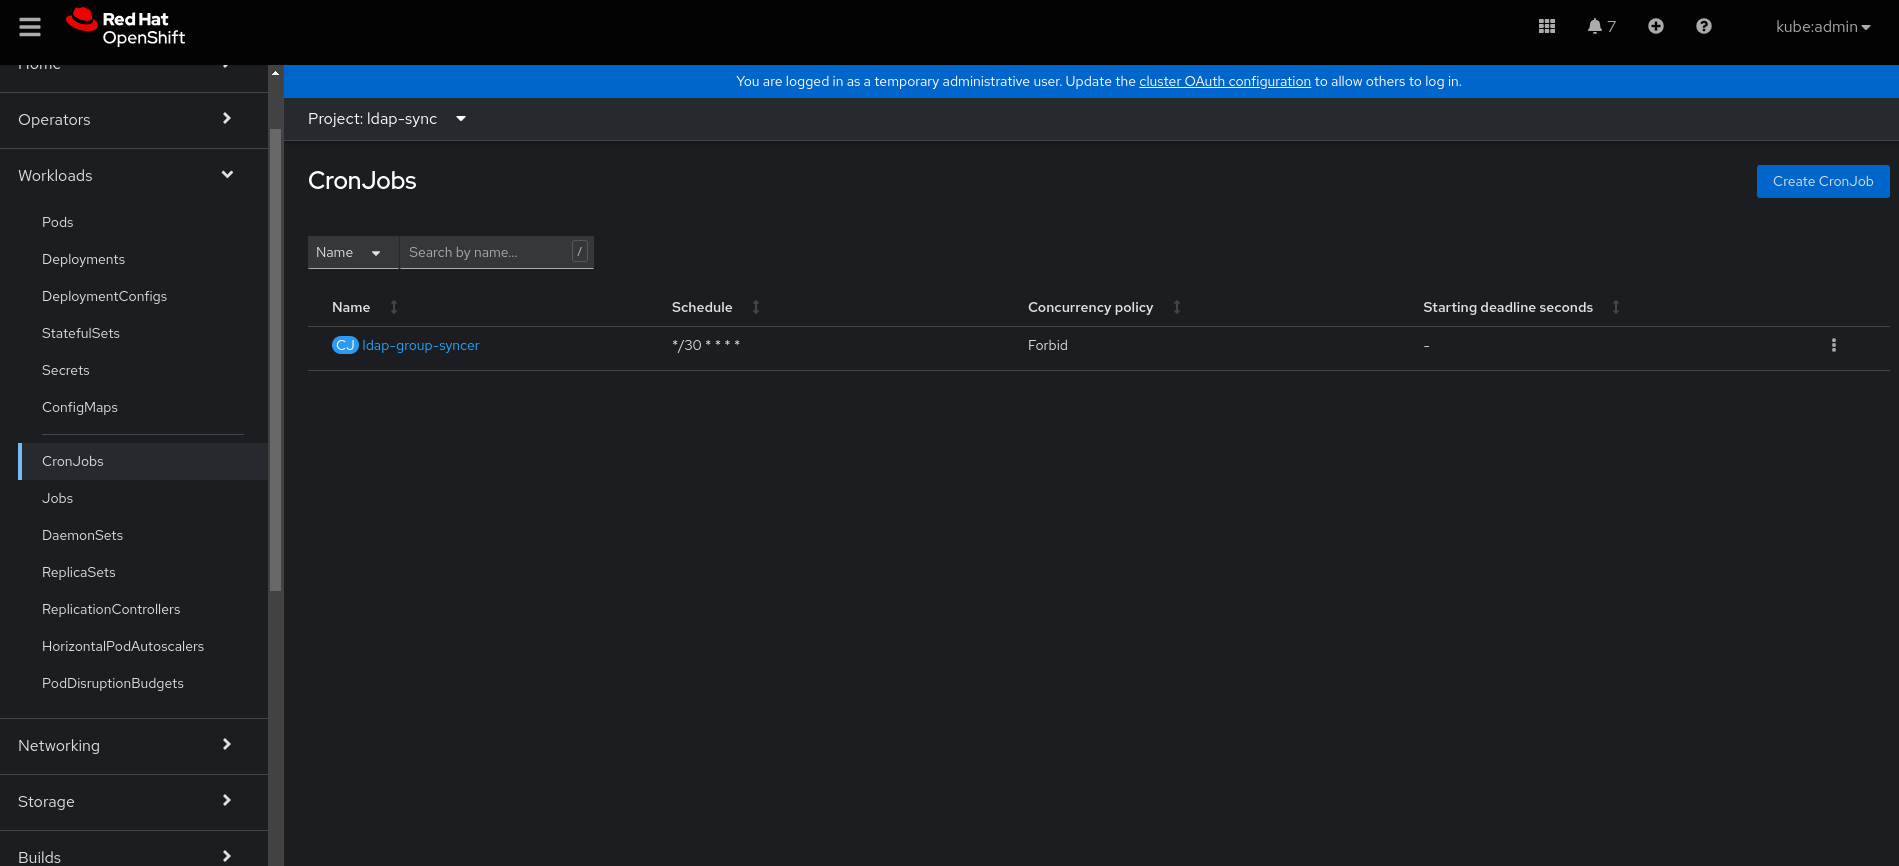 Red Hat
OpenShift
7
kube:admin
Home
Operators
Workloads
Pods
Deployments
DeploymentConfigs
StatefulSets
Secrets
ConfigMaps
CronJobs
Jobs
DaemonSets
ReplicaSets
ReplicationControllers
HorizontalPodAutoscalers
PodDisruptionBudgets
Networking
Storage
Builds
You are logged in as a temporary administrative user. Update the cluster OAuth configuration to allow others to log in.
Project: ldap-sync
CronJobs
Create CronJob
Name
Search by name...
/
Name Schedule Concurrency policy Starting deadline seconds
CJ ldap-group-syncer */30 * * * * Forbid -